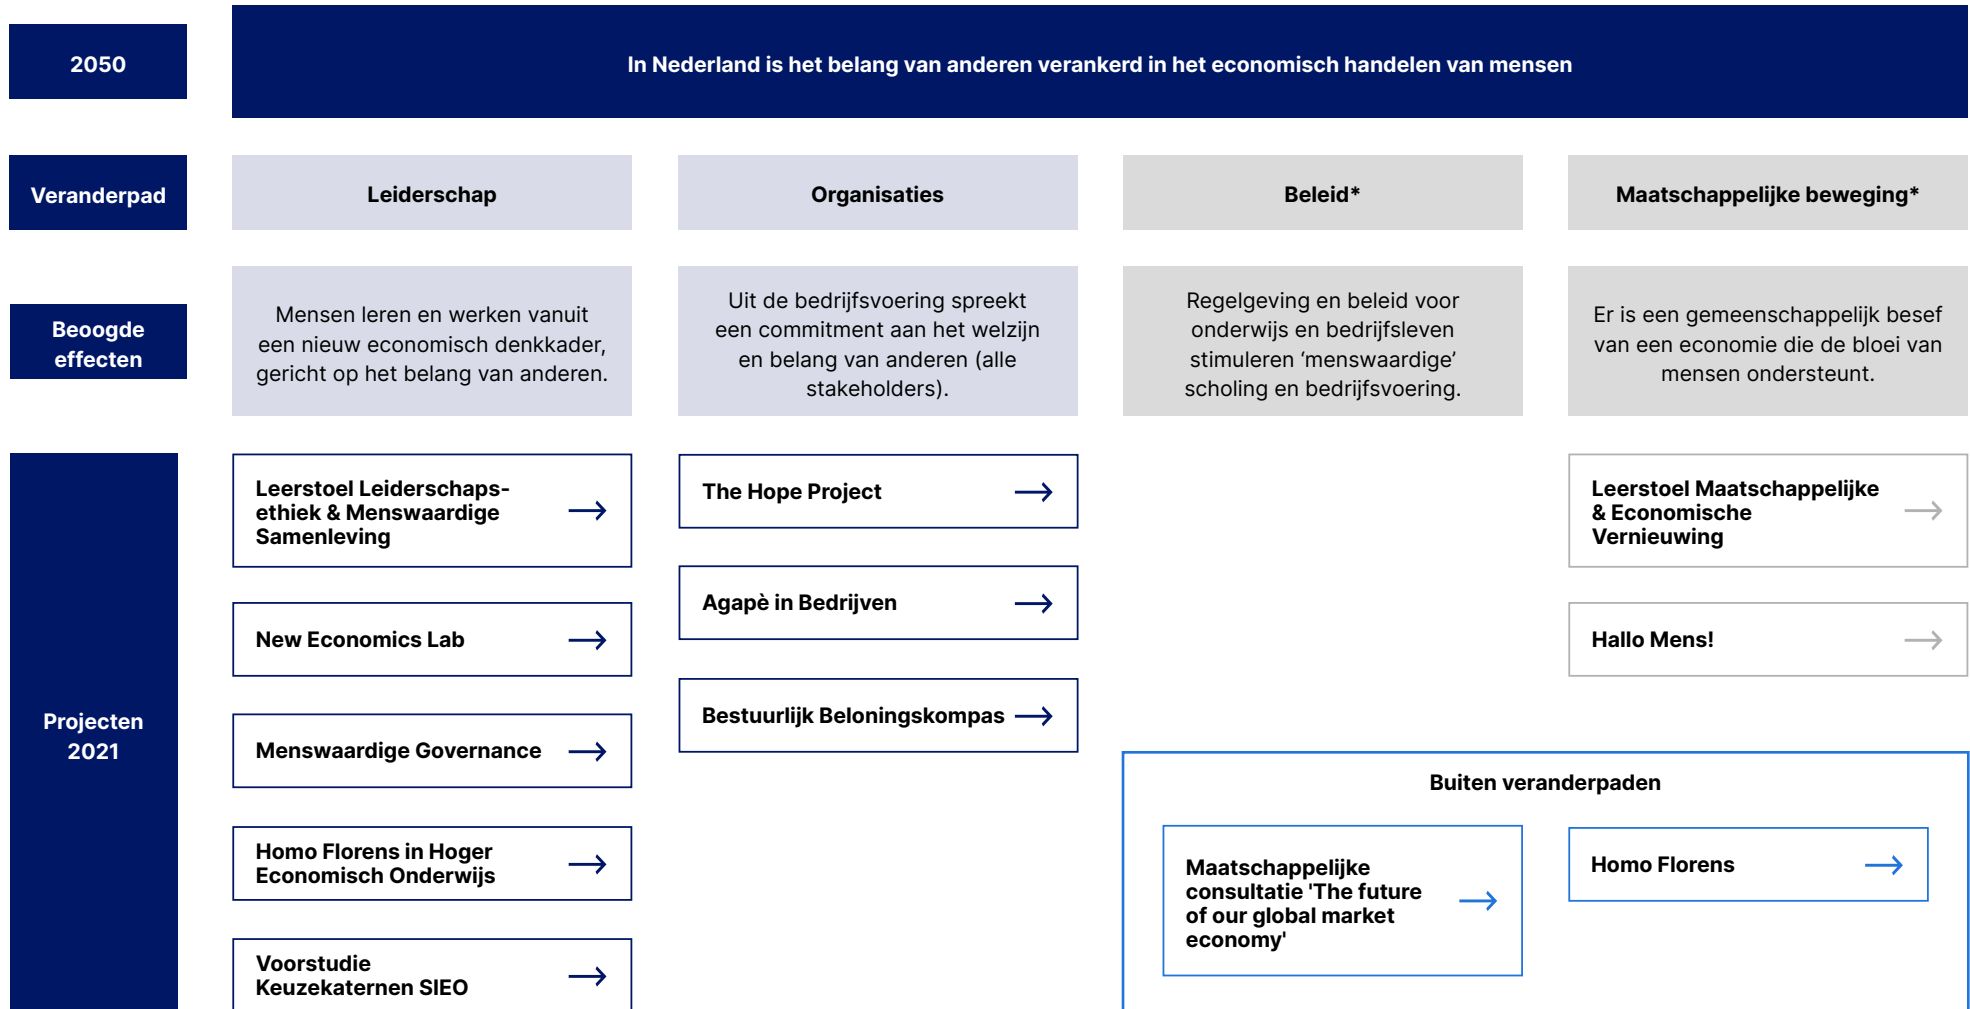 2050
In Nederland is het belang van anderen verankerd in het economisch handelen van mensen
Veranderpad
Leiderschap
Organisaties
Beleid*
Maatschappelijke beweging*
Beoogde
effecten
Mensen leren en werken vanuit
een nieuw economisch denkkader,
gericht op het belang van anderen.
Uit de bedrijfsvoering spreekt
een commitment aan het welzijn
en belang van anderen (alle
stakeholders).
Regelgeving en beleid voor
onderwijs en bedrijfsleven
stimuleren ‘menswaardige’
scholing en bedrijfsvoering.
Er is een gemeenschappelijk besef
van een economie die de bloei van
mensen ondersteunt.
Projecten
2021
Leerstoel Leiderschaps-
ethiek & Menswaardige
Samenleving
New Economics Lab
Menswaardige Governance
Homo Florens in Hoger
Economisch Onderwijs
Voorstudie
Keuzekaternen SIEO
The Hope Project
Agapè in Bedrijven
Bestuurlijk Beloningskompas
Leerstoel Maatschappelijke
& Economische
Vernieuwing
Hallo Mens!
Buiten veranderpaden
Maatschappelijke
consultatie 'The future
of our global market
economy'
Homo Florens